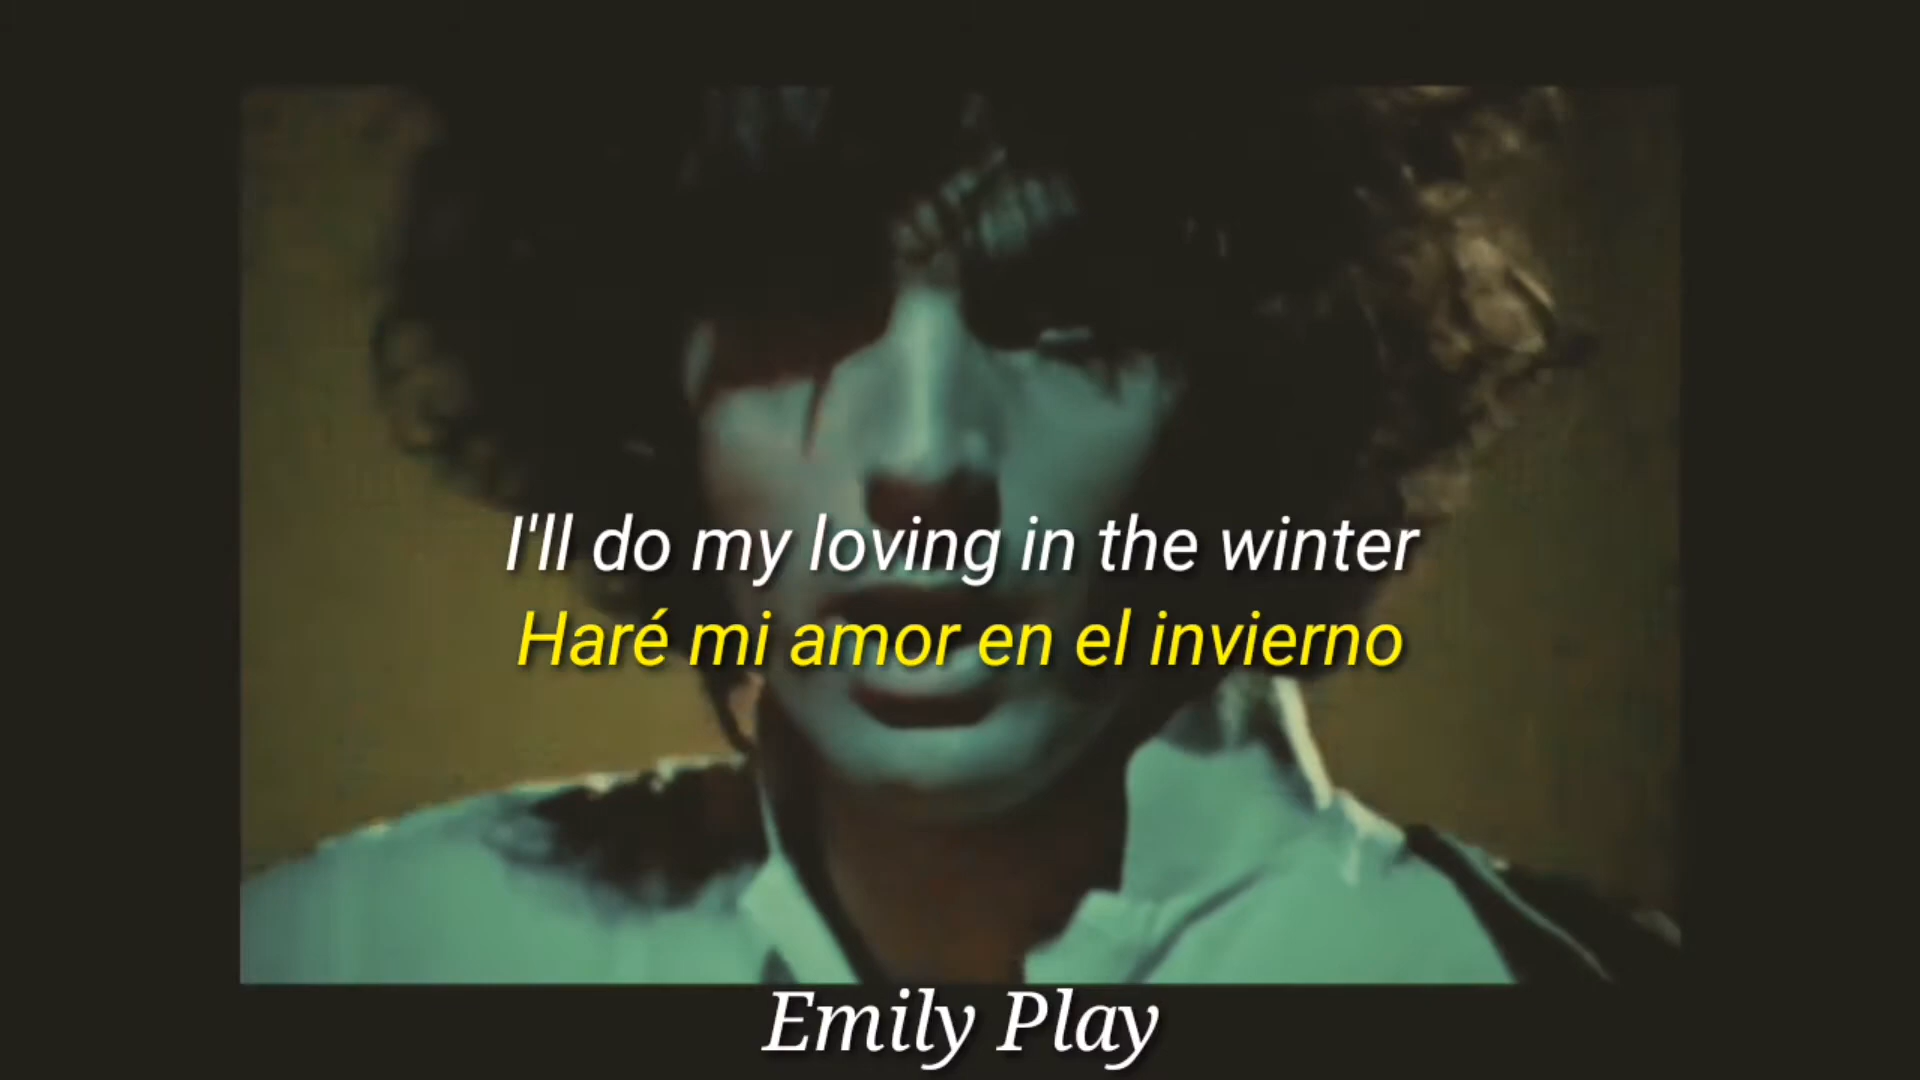 I'll do my loving in the winter
Haré mi amor en el invierno
Emily Play